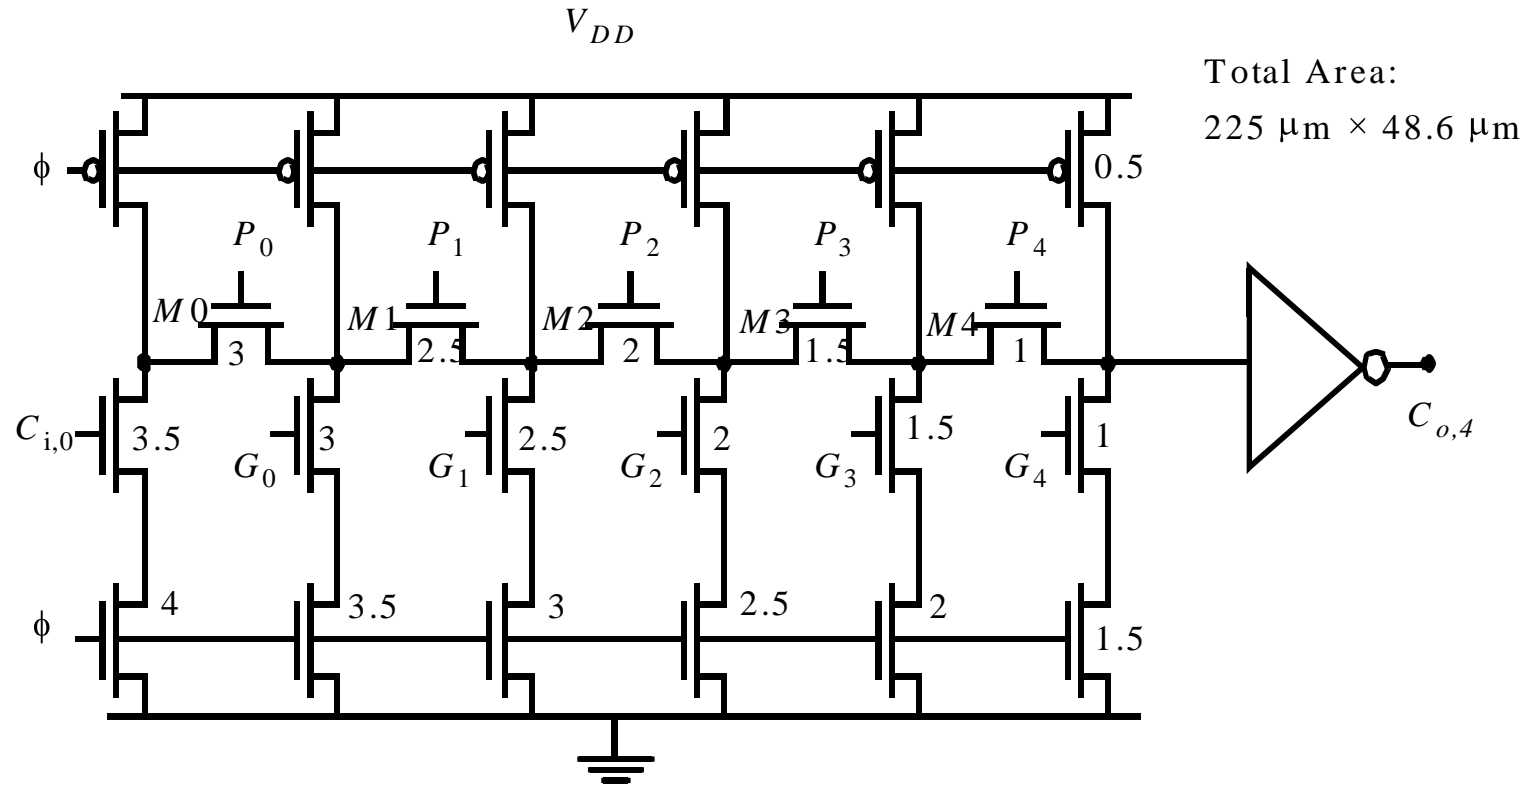 V_DD
Total Area:
225 μm × 48.6 μm
ϕ
0.5
P_0
P_1
P_2
P_3
P_4
M0
M1
M2
M3
M4
3
2.5
2
1.5
1
C_i,0
3.5
G_0
3
G_1
2.5
G_2
2
G_3
1.5
G_4
1
C_o,4
ϕ
4
3.5
3
2.5
2
1.5